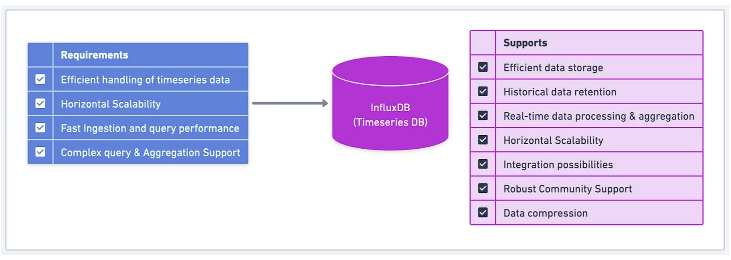 Requirements
Efficient handling of timeseries data
Horizontal Scalability
Fast Ingestion and query performance
Complex query & Aggregation Support
InfluxDB
(Timeseries DB)
Supports
Efficient data storage
Historical data retention
Real-time data processing & aggregation
Horizontal Scalability
Integration possibilities
Robust Community Support
Data compression